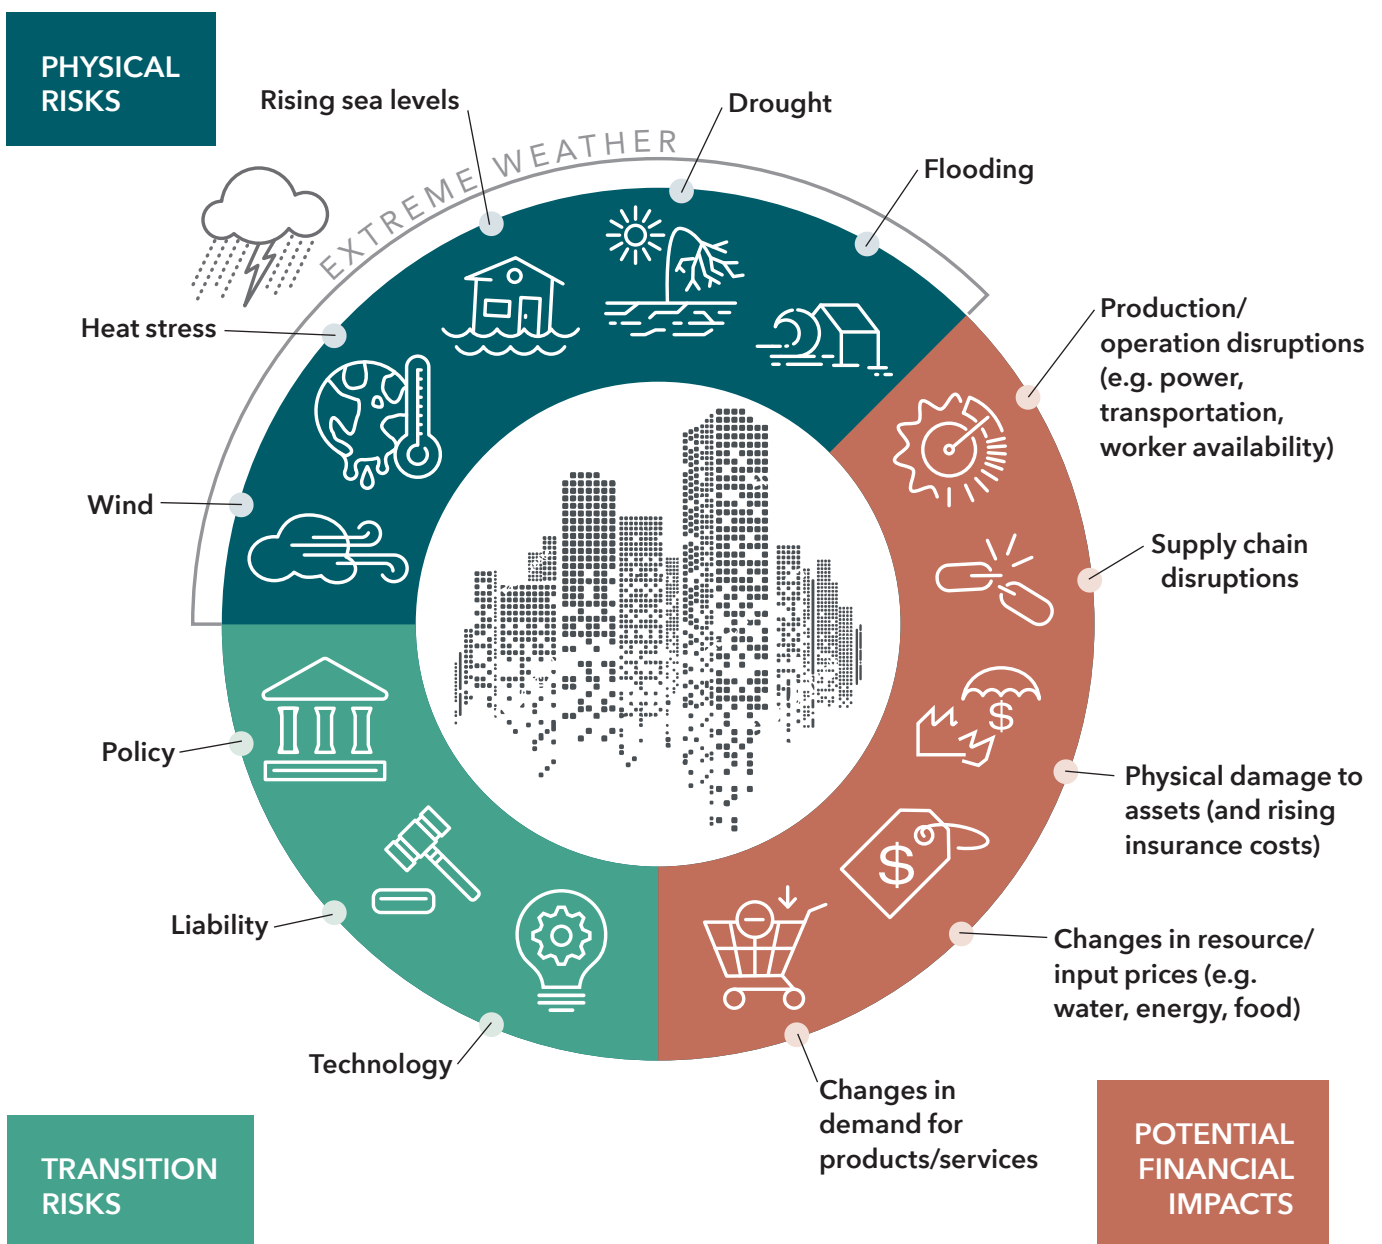 PHYSICAL
RISKS
EXTREME WEATHER
Rising sea levels
Drought
Flooding
Heat stress
Wind
Production/
operation disruptions
(e.g. power,
transportation,
worker availability)
Supply chain
disruptions
$
Physical damage to
assets (and rising
insurance costs)
$
Changes in resource/
input prices (e.g.
water, energy, food)
Changes in
demand for
products/services
Policy
Liability
Technology
TRANSITION
RISKS
POTENTIAL
FINANCIAL
IMPACTS